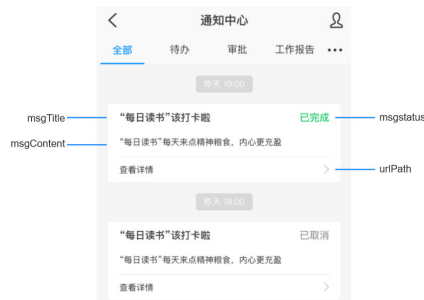 通知中心
全部 待办 审批 工作报告
昨天 19:00
msgTitle “每日读书”该打卡啦 已完成 msgstatus
msgContent “每日读书”每天来点精神粮食，内心更充盈
查看详情 urlPath
昨天 19:00
“每日读书”该打卡啦 已取消
“每日读书”每天来点精神粮食，内心更充盈
查看详情